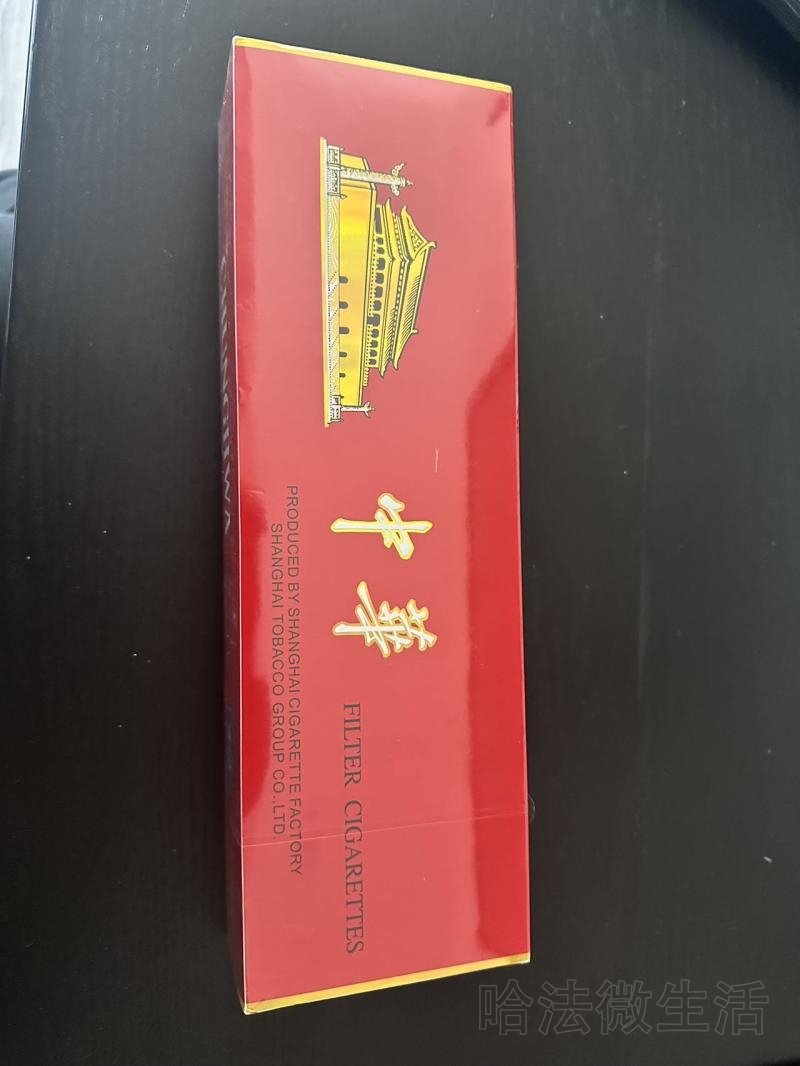 中華
FILTER CIGARETTES
PRODUCED BY SHANGHAI CIGARETTE FACTORY
SHANGHAI TOBACCO GROUP CO.,LTD.
CHUNGHWA
哈法微生活